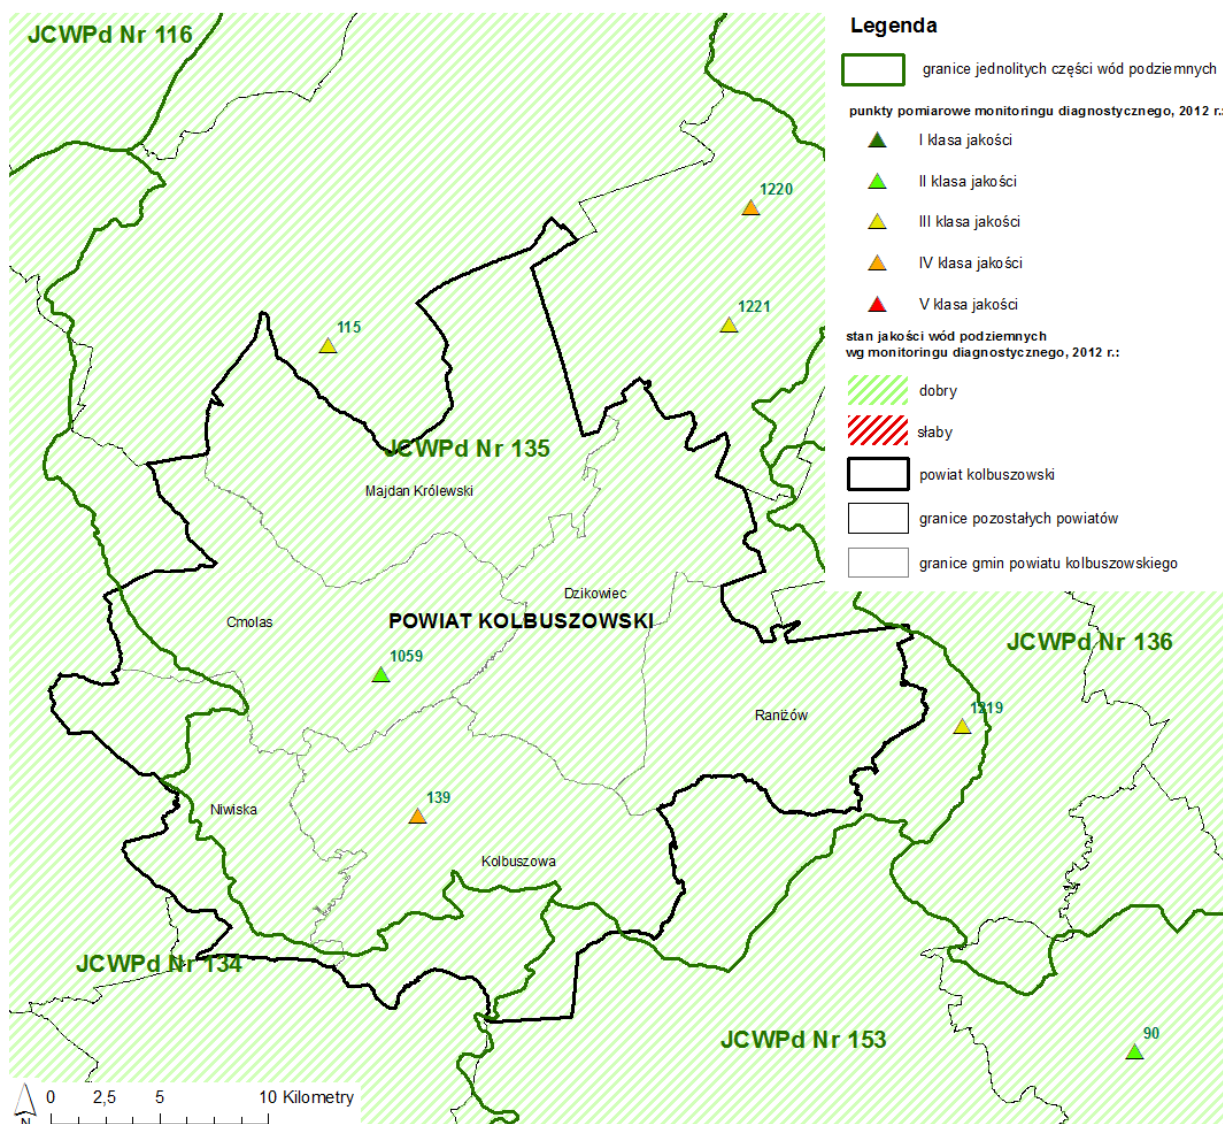 JCWPd Nr 116
1220
1221
115
JCWPd Nr 135
Majdan Królewski
Dzikowiec
Cmolas
POWIAT KOLBUSZOWSKI
JCWPd Nr 136
1059
1219
Raniżów
Niwiska
139
Kolbuszowa
JCWPd Nr 134
JCWPd Nr 153
90
N
0 2,5 5 10 Kilometry
Legenda
granice jednolitych części wód podziemnych
punkty pomiarowe monitoringu diagnostycznego, 2012 r.:
I klasa jakości
II klasa jakości
III klasa jakości
IV klasa jakości
V klasa jakości
stan jakości wód podziemnych
wg monitoringu diagnostycznego, 2012 r.:
dobry
słaby
powiat kolbuszowski
granice pozostałych powiatów
granice gmin powiatu kolbuszowskiego